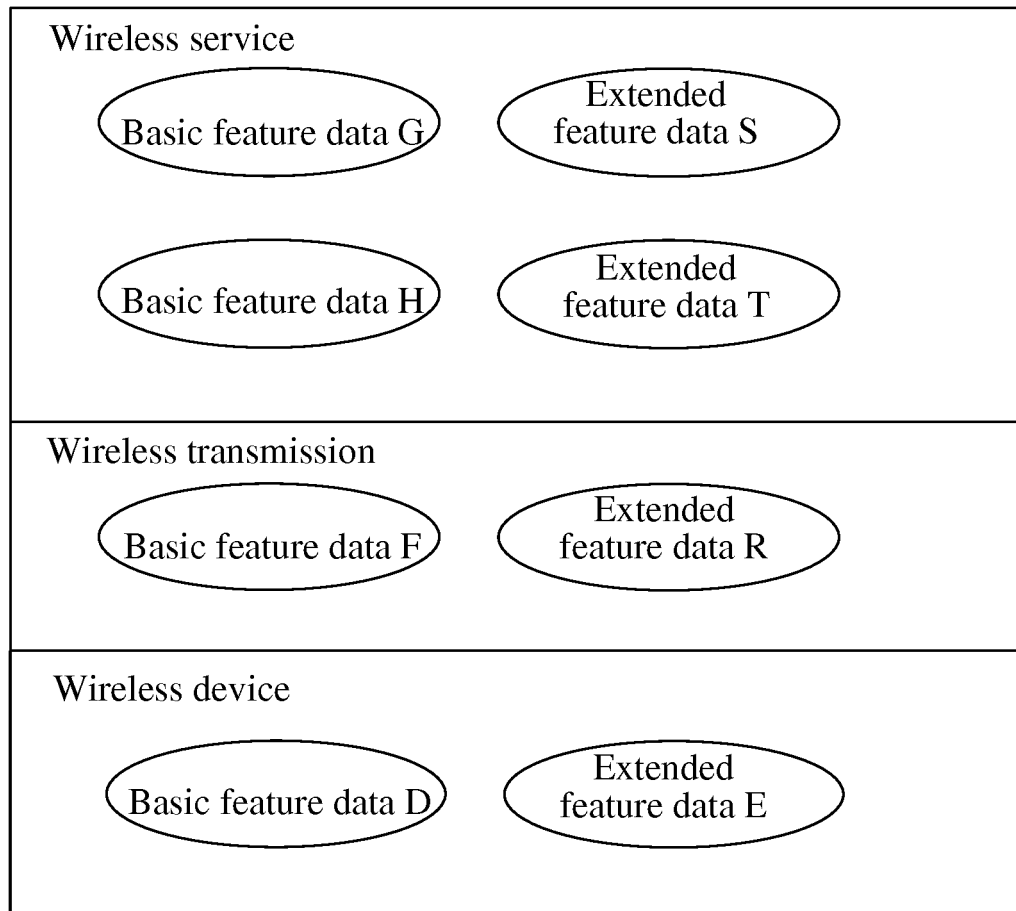 Wireless service
Basic feature data G
Extended
feature data S
Basic feature data H
Extended
feature data T
Wireless transmission
Basic feature data F
Extended
feature data R
Wireless device
Basic feature data D
Extended
feature data E